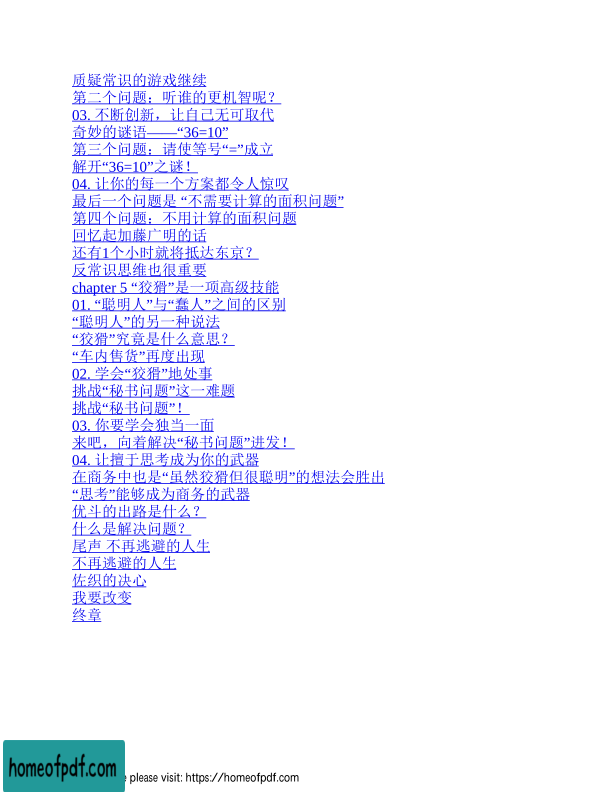 质疑常识的游戏继续
第二个问题：听谁的更机智呢？
03. 不断创新，让自己无可取代
奇妙的谜语——“36=10”
第三个问题：请使等号“=”成立
解开“36=10”之谜！
04. 让你的每一个方案都令人惊叹
最后一个问题是 “不需要计算的面积问题”
第四个问题：不用计算的面积问题
回忆起加藤广明的话
还有1个小时就将抵达东京？
反常识思维也很重要
chapter 5 “狡猾”是一项高级技能
01. “聪明人”与“蠢人”之间的区别
“聪明人”的另一种说法
“狡猾”究竟是什么意思？
“车内售货”再度出现
02. 学会“狡猾”地处事
挑战“秘书问题”这一难题
挑战“秘书问题”！
03. 你要学会独当一面
来吧，向着解决“秘书问题”进发！
04. 让擅于思考成为你的武器
在商务中也是“虽然狡猾但很聪明”的想法会胜出
“思考”能够成为商务的武器
优斗的出路是什么？
什么是解决问题？
尾声 不再逃避的人生
不再逃避的人生
佐织的决心
我要改变
终章
homeofpdf.com
e please visit: https://homeofpdf.com